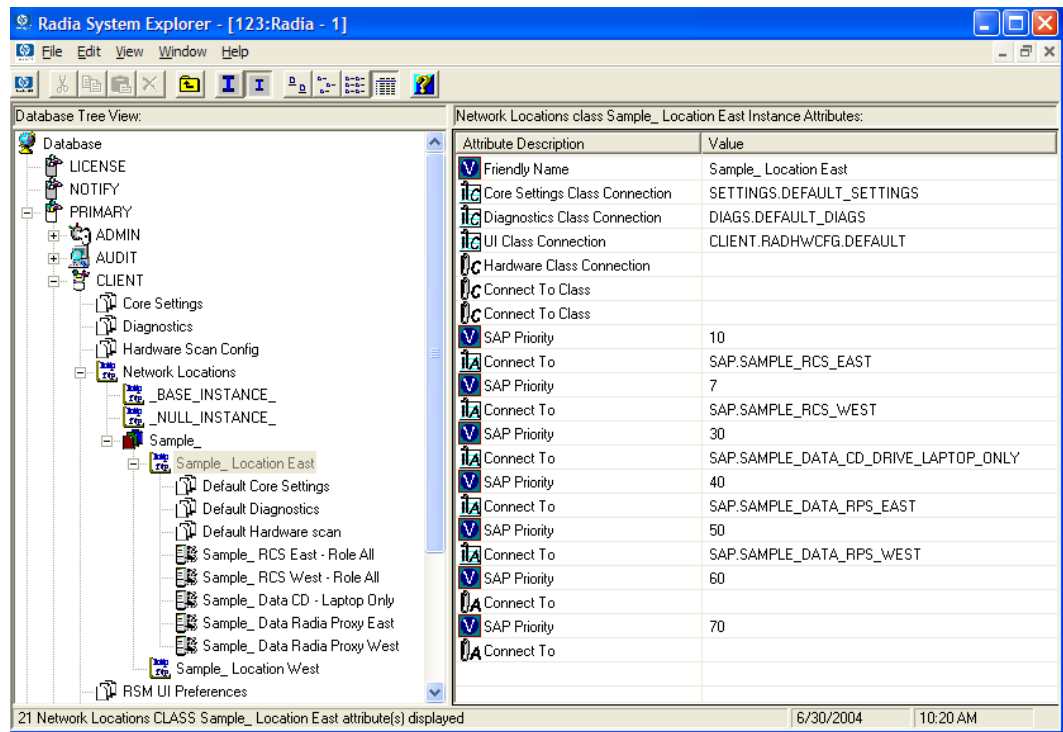 Radia System Explorer - [123:Radia - 1]
File Edit View Window Help
Database Tree View:
Network Locations class Sample_ Location East Instance Attributes:
Database
LICENSE
NOTIFY
PRIMARY
ADMIN
AUDIT
CLIENT
Core Settings
Diagnostics
Hardware Scan Config
Network Locations
_BASE_INSTANCE_
_NULL_INSTANCE_
Sample_
Sample_ Location East
Default Core Settings
Default Diagnostics
Default Hardware scan
Sample_ RCS East - Role All
Sample_ RCS West - Role All
Sample_ Data CD - Laptop Only
Sample_ Data Radia Proxy East
Sample_ Data Radia Proxy West
Sample_ Location West
RSM UI Preferences
Attribute Description Value
Friendly Name Sample_ Location East
Core Settings Class Connection SETTINGS.DEFAULT_SETTINGS
Diagnostics Class Connection DIAGS.DEFAULT_DIAGS
UI Class Connection CLIENT.RADHWCFG.DEFAULT
Hardware Class Connection
Connect To Class
Connect To Class
SAP Priority 10
Connect To SAP.SAMPLE_RCS_EAST
SAP Priority 7
Connect To SAP.SAMPLE_RCS_WEST
SAP Priority 30
Connect To SAP.SAMPLE_DATA_CD_DRIVE_LAPTOP_ONLY
SAP Priority 40
Connect To SAP.SAMPLE_DATA_RPS_EAST
SAP Priority 50
Connect To SAP.SAMPLE_DATA_RPS_WEST
SAP Priority 60
Connect To
SAP Priority 70
Connect To
21 Network Locations CLASS Sample_ Location East attribute(s) displayed 6/30/2004 10:20 AM